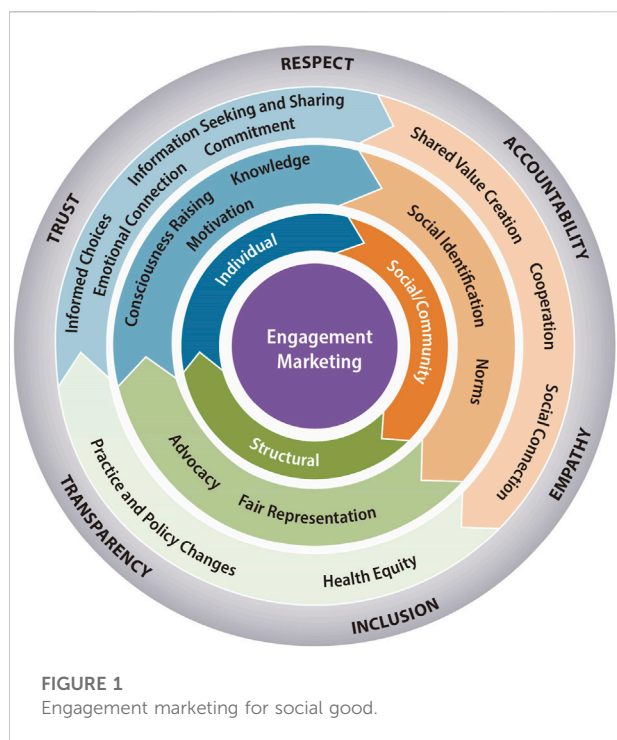 RESPECT
ACCOUNTABILITY
EMPATHY
INCLUSION
TRANSPARENCY
TRUST
Information Seeking and Sharing
Commitment
Informed Choices
Emotional Connection
Shared Value Creation
Cooperation
Social Connection
Practice and Policy Changes
Health Equity
Knowledge
Consciousness Raising
Motivation
Social Identification
Norms
Advocacy
Fair Representation
Individual
Social/Community
Structural
Engagement
Marketing
FIGURE 1
Engagement marketing for social good.